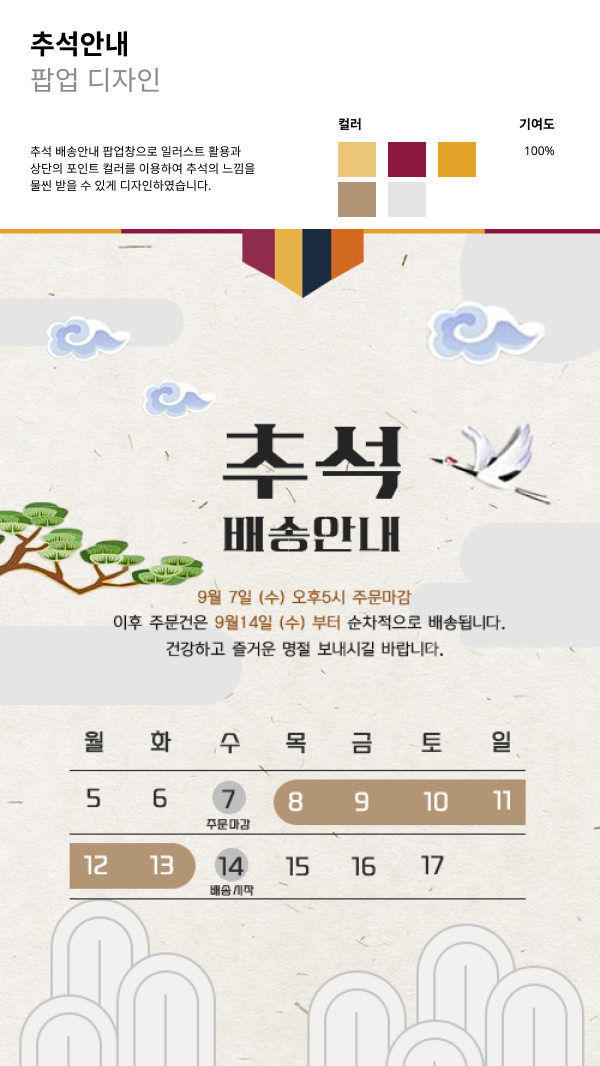 추석안내
팝업 디자인
컬러
기여도
100%
추석 배송안내 팝업창으로 일러스트 활용과
상단의 포인트 컬러를 이용하여 추석의 느낌을
물씬 받을 수 있게 디자인하였습니다.
추석
배송안내
9월 7일 (수) 오후5시 주문마감
이후 주문건은 9월14일 (수) 부터 순차적으로 배송됩니다.
건강하고 즐거운 명절 보내시길 바랍니다.
월 화 수 목 금 토 일
5 6 7 8 9 10 11
주문마감
12 13 14 15 16 17
배송시작